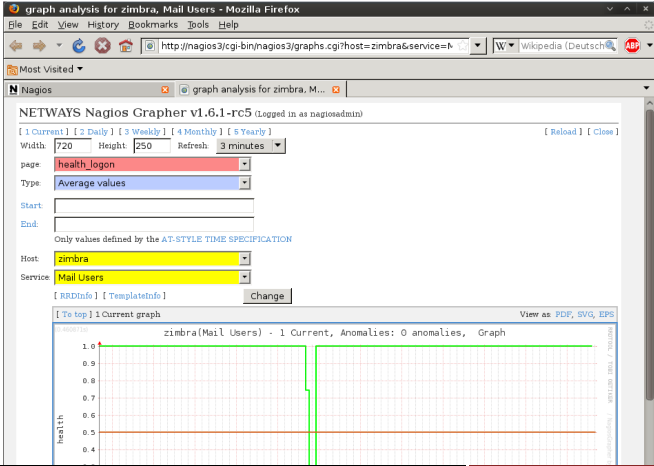 graph analysis for zimbra, Mail Users - Mozilla Firefox
File Edit View History Bookmarks Tools Help
http://nagios3/cgi-bin/nagios3/graphs.cgi?host=zimbra&service=M W Wikipedia (Deutsch ABP
Most Visited
N Nagios graph analysis for zimbra, M...
NETWAYS Nagios Grapher v1.6.1-rc5 (Logged in as nagiosadmin)
[ 1 Current ] [ 2 Daily ] [ 3 Weekly ] [ 4 Monthly ] [ 5 Yearly ] [ Reload ] [ Close ]
Width: 720 Height: 250 Refresh: 3 minutes
page: health_logon
Type: Average values
Start:
End:
Only values defined by the AT-STYLE TIME SPECIFICATION
Host: zimbra
Service: Mail Users
[ RRDInfo ] [ TemplateInfo ] Change
[ To top ] 1 Current graph View as: PDF, SVG, EPS
zimbra(Mail Users) - 1 Current, Anomalies: 0 anomalies, Graph
RRDTOOL / TOBI OETIKER
1.0
0.9
0.8
0.7
0.6
0.5
0.4
health